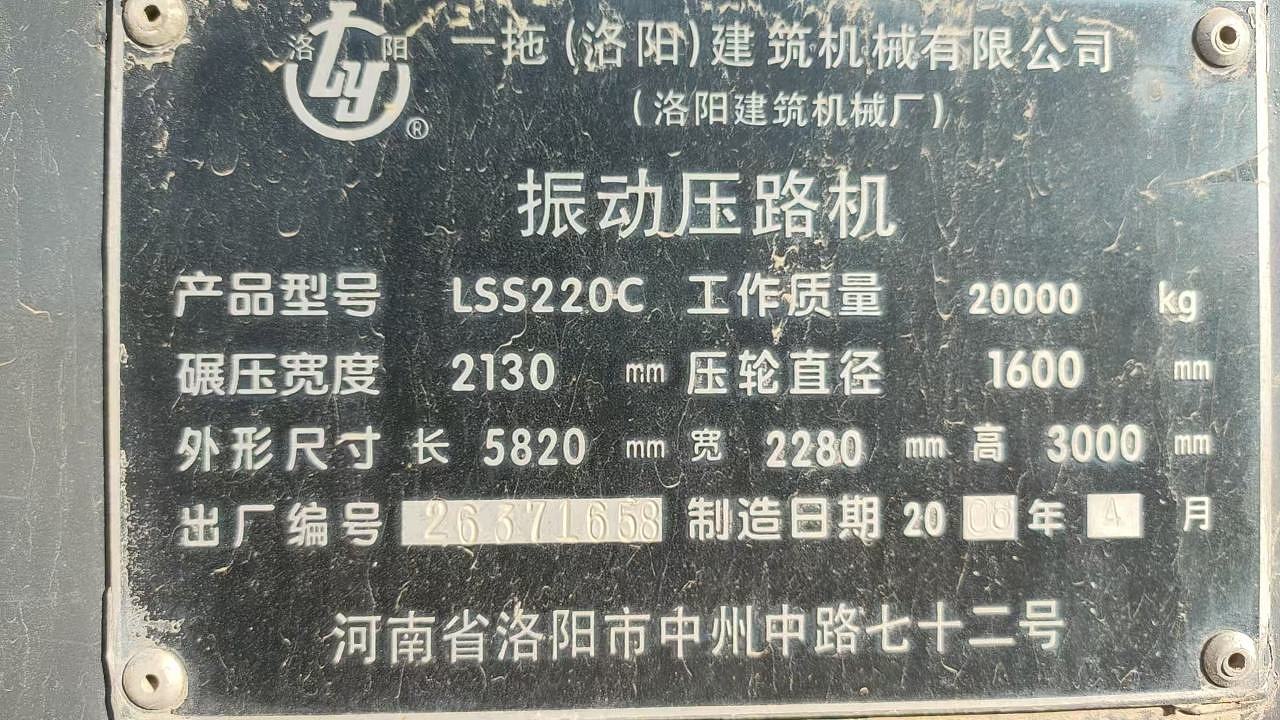 洛 Ly 阳 ® 一拖(洛阳)建筑机械有限公司
(洛阳建筑机械厂)
振动压路机
产品型号 LSS220C 工作质量 20000 kg
碾压宽度 2130 mm 压轮直径 1600 mm
外形尺寸 长 5820 mm 宽 2280 mm 高 3000 mm
出厂编号 26371658 制造日期 20 06 年 4 月
河南省洛阳市中州中路七十二号